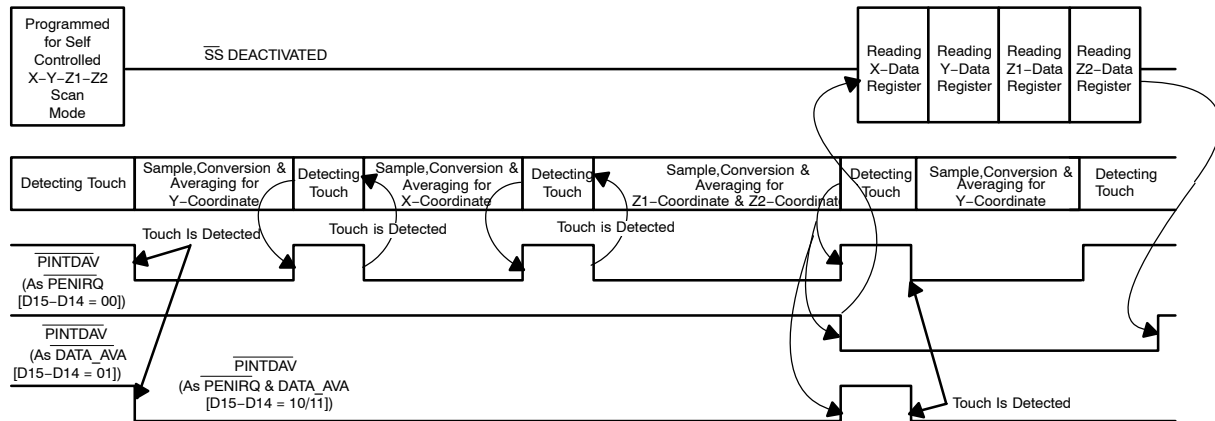 Programmed
for Self
Controlled
X−Y−Z1−Z2
Scan
Mode
SS DEACTIVATED
Reading
X−Data
Register
Reading
Y−Data
Register
Reading
Z1−Data
Register
Reading
Z2−Data
Register
Detecting Touch
Sample,Conversion &
Averaging for
Y−Coordinate
Detecting
Touch
Sample,Conversion &
Averaging for
X−Coordinate
Detecting
Touch
Sample,Conversion &
Averaging for
Z1−Coordinate & Z2−Coordinate
Detecting
Touch
Sample,Conversion &
Averaging for
Y−Coordinate
Detecting
Touch
Touch Is Detected
Touch is Detected
Touch is Detected
PINTDAV
(As PENIRQ
[D15−D14 = 00])
PINTDAV
(As DATA_AVA
[D15−D14 = 01])
PINTDAV
(As PENIRQ & DATA_AVA
[D15−D14 = 10/11])
Touch Is Detected